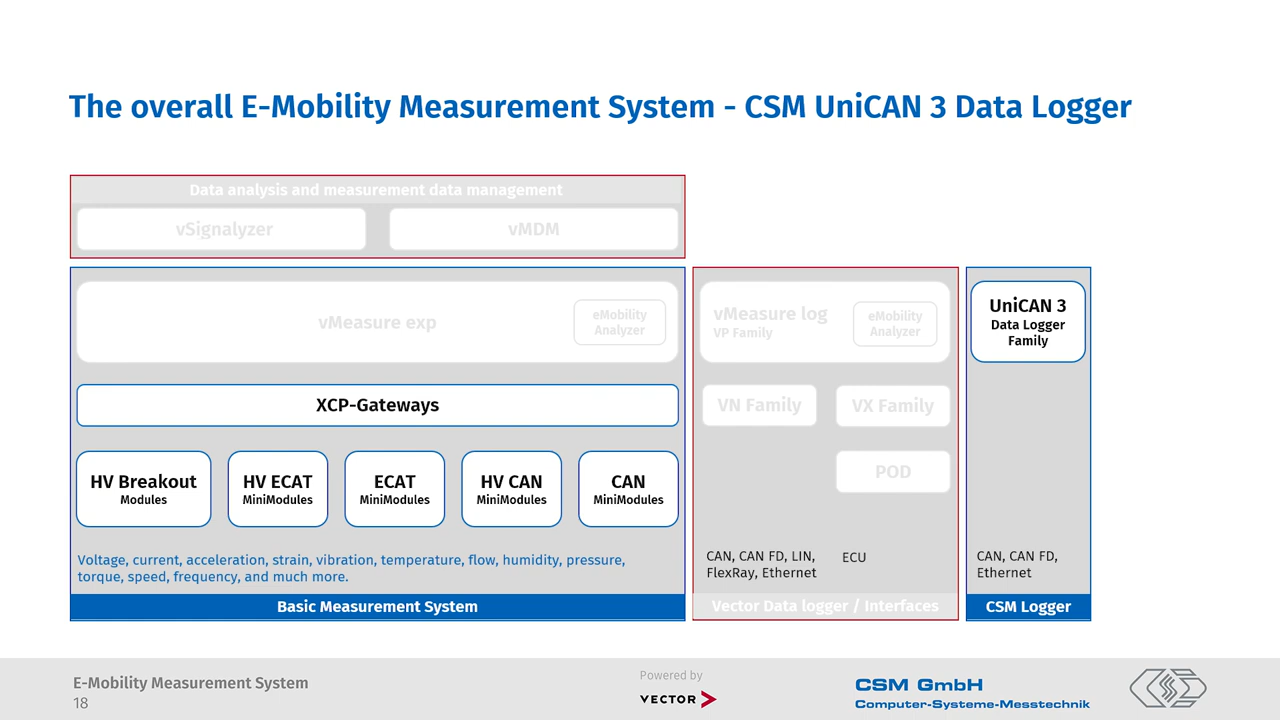 The overall E-Mobility Measurement System - CSM UniCAN 3 Data Logger
Data analysis and measurement data management
vSignalyzer
vMDM
vMeasure exp
eMobility
Analyzer
vMeasure log
VP Family
eMobility
Analyzer
UniCAN 3
Data Logger
Family
XCP-Gateways
VN Family
VX Family
HV Breakout
Modules
HV ECAT
MiniModules
ECAT
MiniModules
HV CAN
MiniModules
CAN
MiniModules
POD
Voltage, current, acceleration, strain, vibration, temperature, flow, humidity, pressure,
torque, speed, frequency, and much more.
CAN, CAN FD, LIN,
FlexRay, Ethernet
ECU
CAN, CAN FD,
Ethernet
Basic Measurement System
Vector Data logger / Interfaces
CSM Logger
E-Mobility Measurement System
18
Powered by
VECTOR
CSM GmbH
Computer-Systeme-Messtechnik